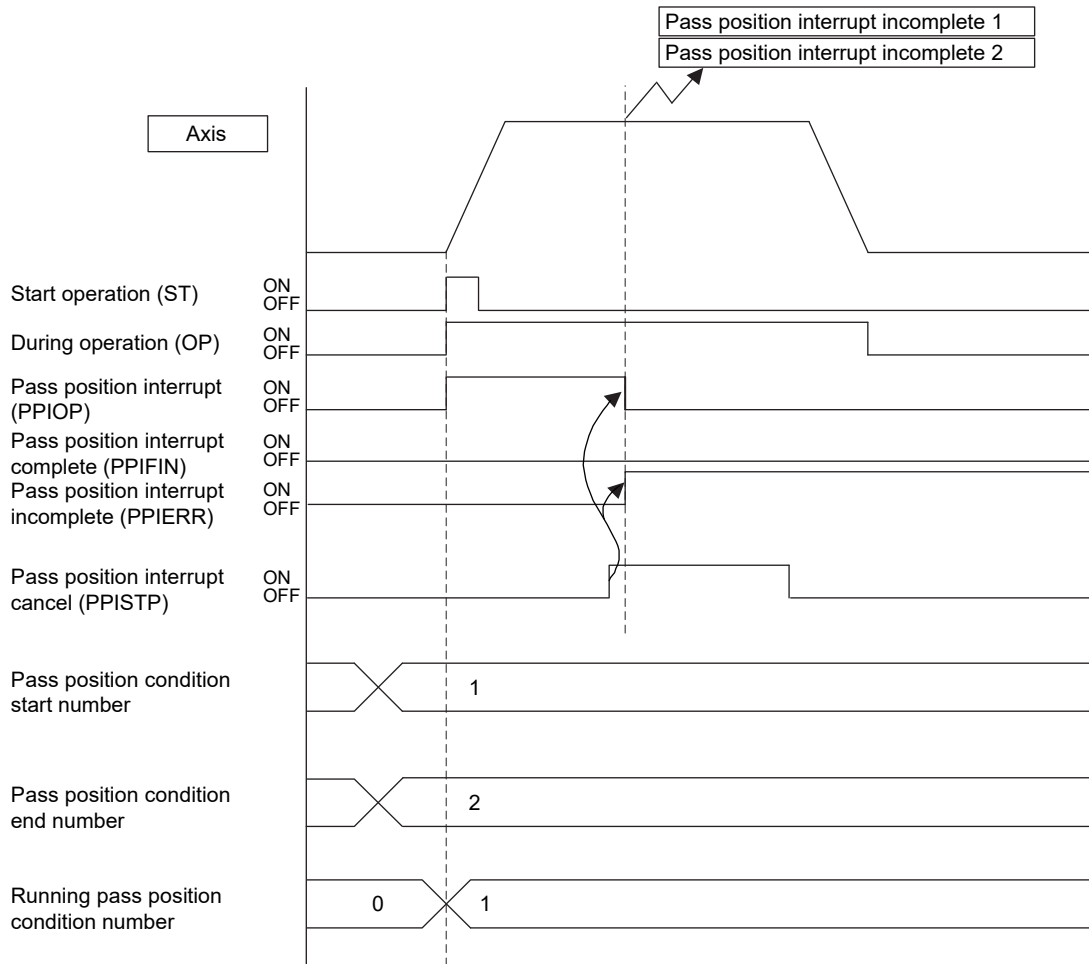 Pass position interrupt incomplete 1
Pass position interrupt incomplete 2
Axis
Start operation (ST)
ON
OFF
During operation (OP)
ON
OFF
Pass position interrupt
(PPIOP)
ON
OFF
Pass position interrupt
complete (PPIFIN)
ON
OFF
Pass position interrupt
incomplete (PPIERR)
ON
OFF
Pass position interrupt
cancel (PPISTP)
ON
OFF
Pass position condition
start number
1
Pass position condition
end number
2
Running pass position
condition number
0
1